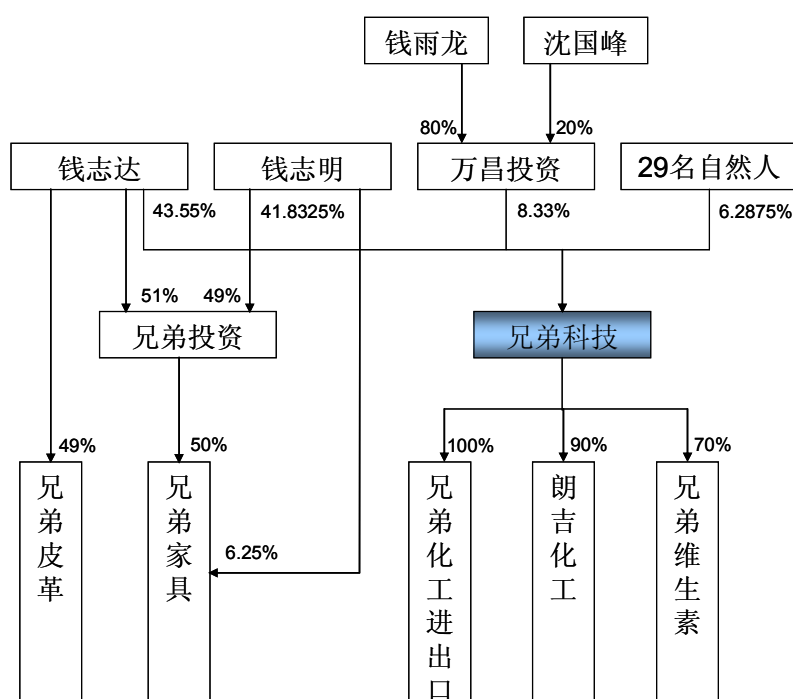 钱雨龙
沈国峰
80%
20%
钱志达
钱志明
万昌投资
29名自然人
43.55%
41.8325%
8.33%
6.2875%
51%
49%
兄弟投资
兄弟科技
49%
50%
100%
90%
70%
兄弟皮革
兄弟家具
6.25%
兄弟化工进出口
朗吉化工
兄弟维生素